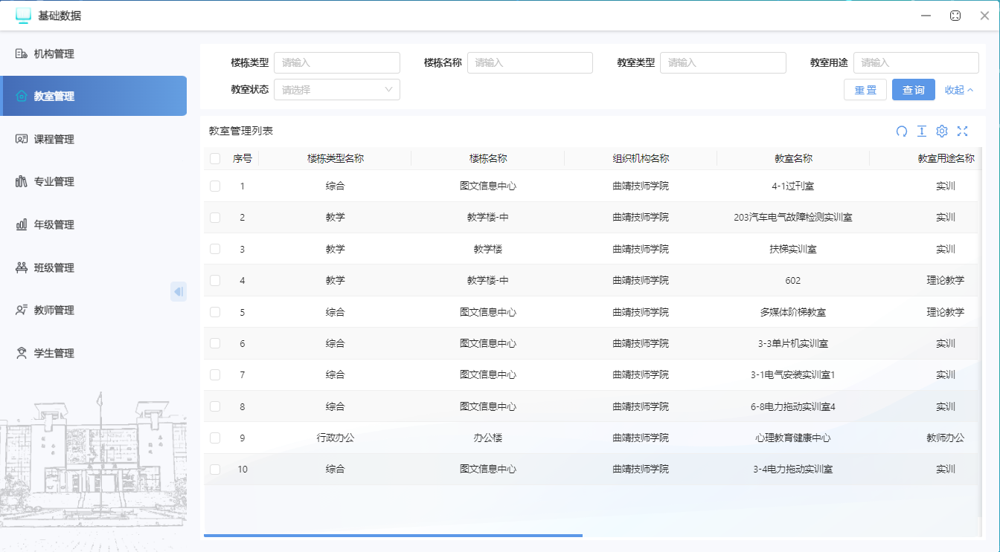 基础数据
机构管理
教室管理
课程管理
专业管理
年级管理
班级管理
教师管理
学生管理
楼栋类型 请输入 楼栋名称 请输入 教室类型 请输入 教室用途 请输入
教室状态 请选择 重置 查询 收起
教室管理列表
序号 楼栋类型名称 楼栋名称 组织机构名称 教室名称 教室用途名称
1 综合 图文信息中心 曲靖技师学院 4-1过刊室 实训
2 教学 教学楼-中 曲靖技师学院 203汽车电气故障检测实训室 实训
3 教学 教学楼 曲靖技师学院 扶梯实训室 实训
4 教学 教学楼-中 曲靖技师学院 602 理论教学
5 综合 图文信息中心 曲靖技师学院 多媒体阶梯教室 理论教学
6 综合 图文信息中心 曲靖技师学院 3-3单片机实训室 实训
7 综合 图文信息中心 曲靖技师学院 3-1电气安装实训室1 实训
8 综合 图文信息中心 曲靖技师学院 6-8电力拖动实训室4 实训
9 行政办公 办公楼 曲靖技师学院 心理教育健康中心 教师办公
10 综合 图文信息中心 曲靖技师学院 3-4电力拖动实训室 实训